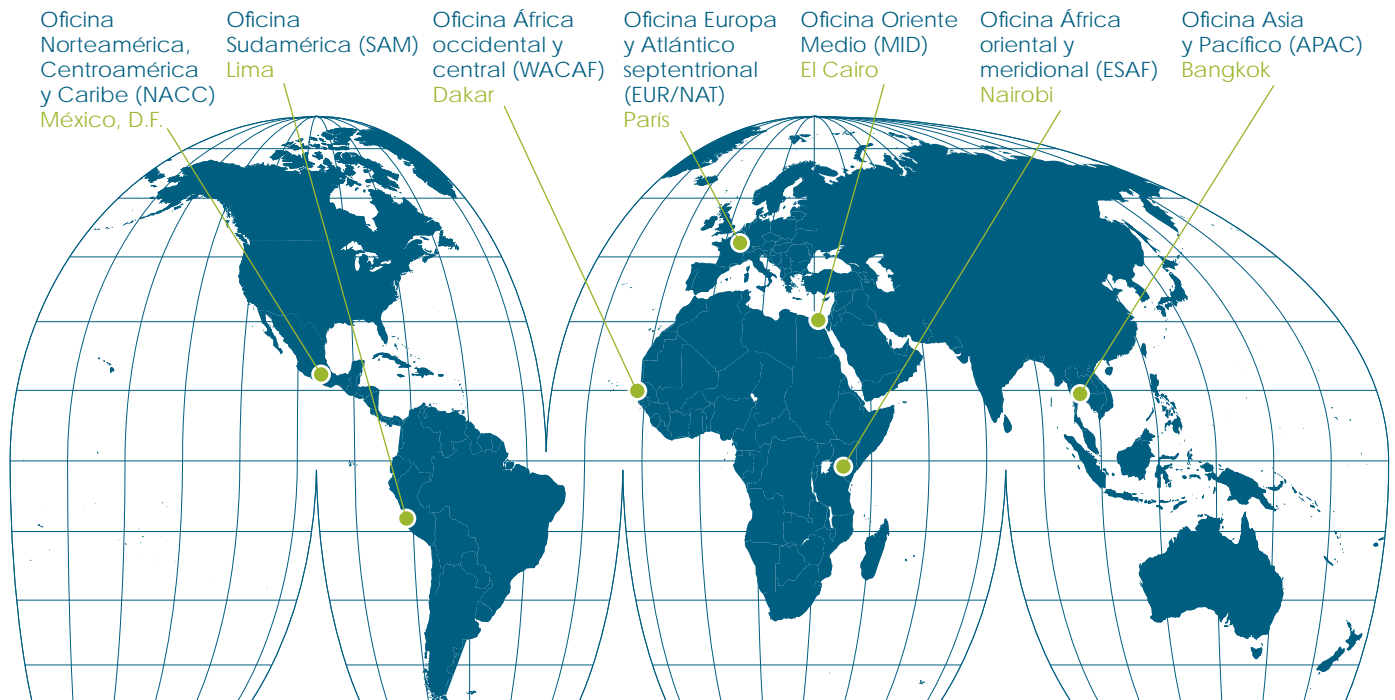 Oficina
Norteamérica,
Centroamérica
y Caribe (NACC)
México, D.F.
Oficina
Sudamérica (SAM)
Lima
Oficina África
occidental y
central (WACAF)
Dakar
Oficina Europa
y Atlántico
septentrional
(EUR/NAT)
París
Oficina Oriente
Medio (MID)
El Cairo
Oficina África
oriental y
meridional (ESAF)
Nairobi
Oficina Asia
y Pacífico (APAC)
Bangkok